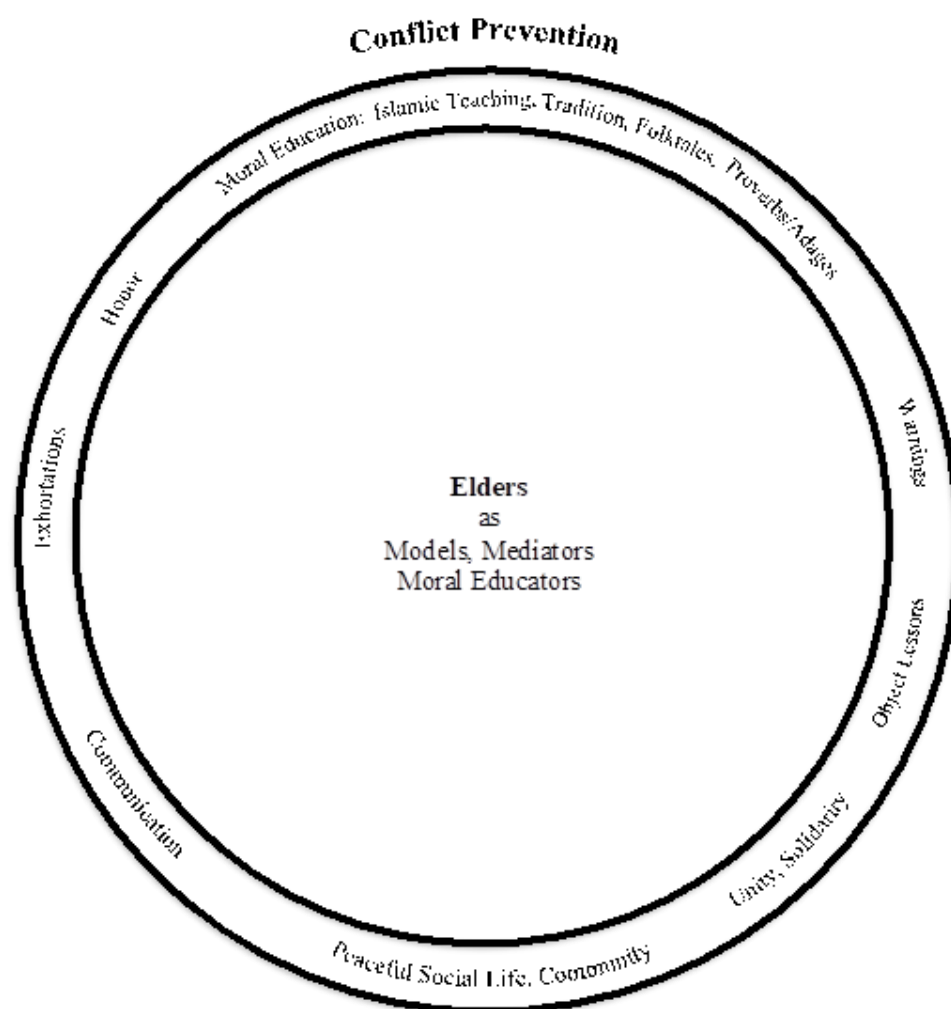 Conflict Prevention
Moral Education: Islamic Teaching, Tradition, Folktales, Proverbs/Adages
Warnings
Object Lessons
Unity, Solidarity
Peaceful Social Life, Community
Communication
Exhortations
Honor
Elders
as
Models, Mediators
Moral Educators